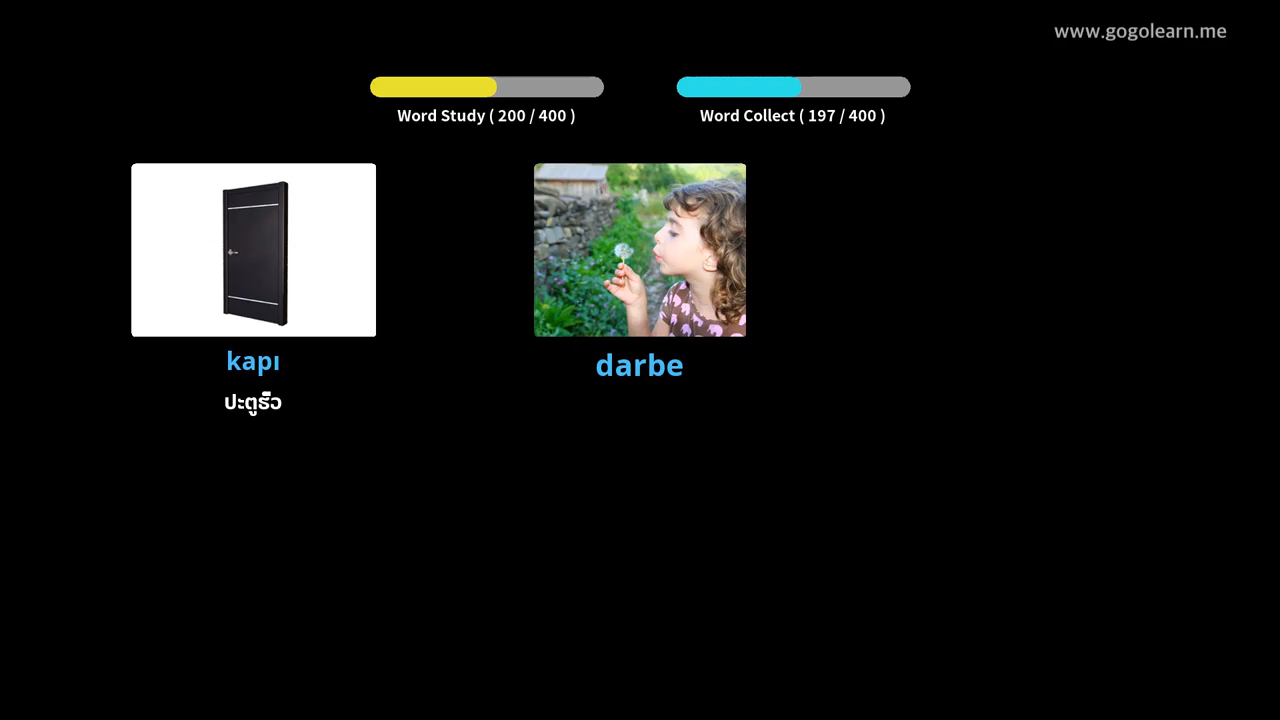 www.gogolearn.me
Word Study ( 200 / 400 )
Word Collect ( 197 / 400 )
kapı
darbe
ປະຕູຮົ້ວ